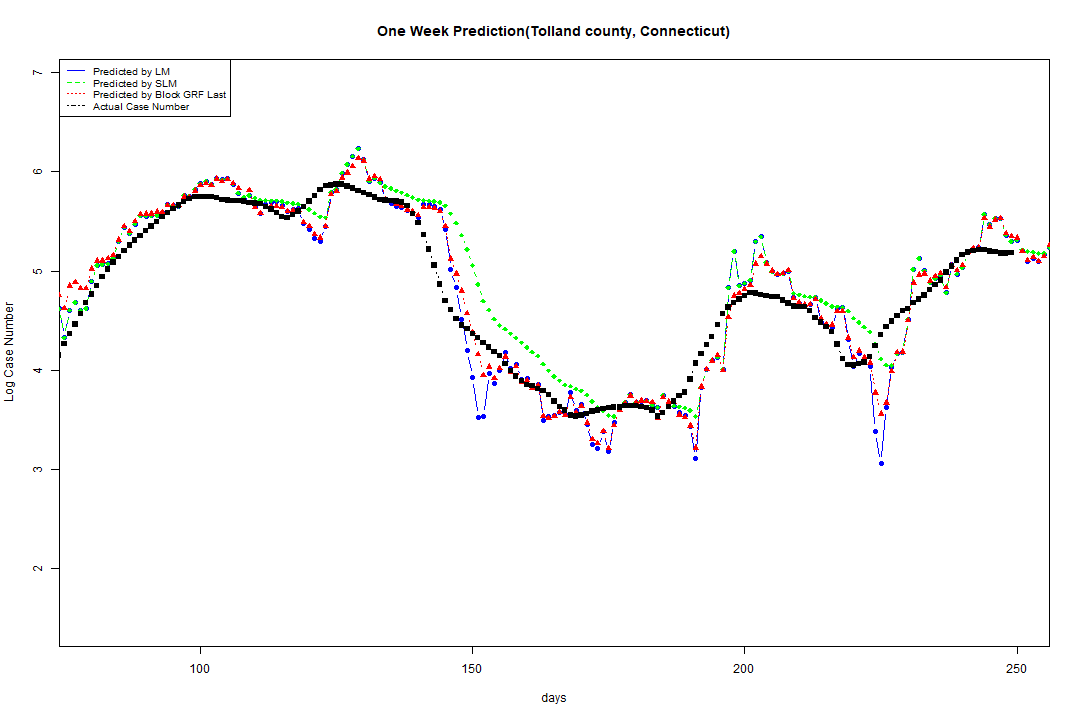 One Week Prediction(Tolland county, Connecticut)
Predicted by LM
Predicted by SLM
Predicted by Block GRF Last
Actual Case Number
7
6
5
4
3
2
Log Case Number
100 150 200 250
days